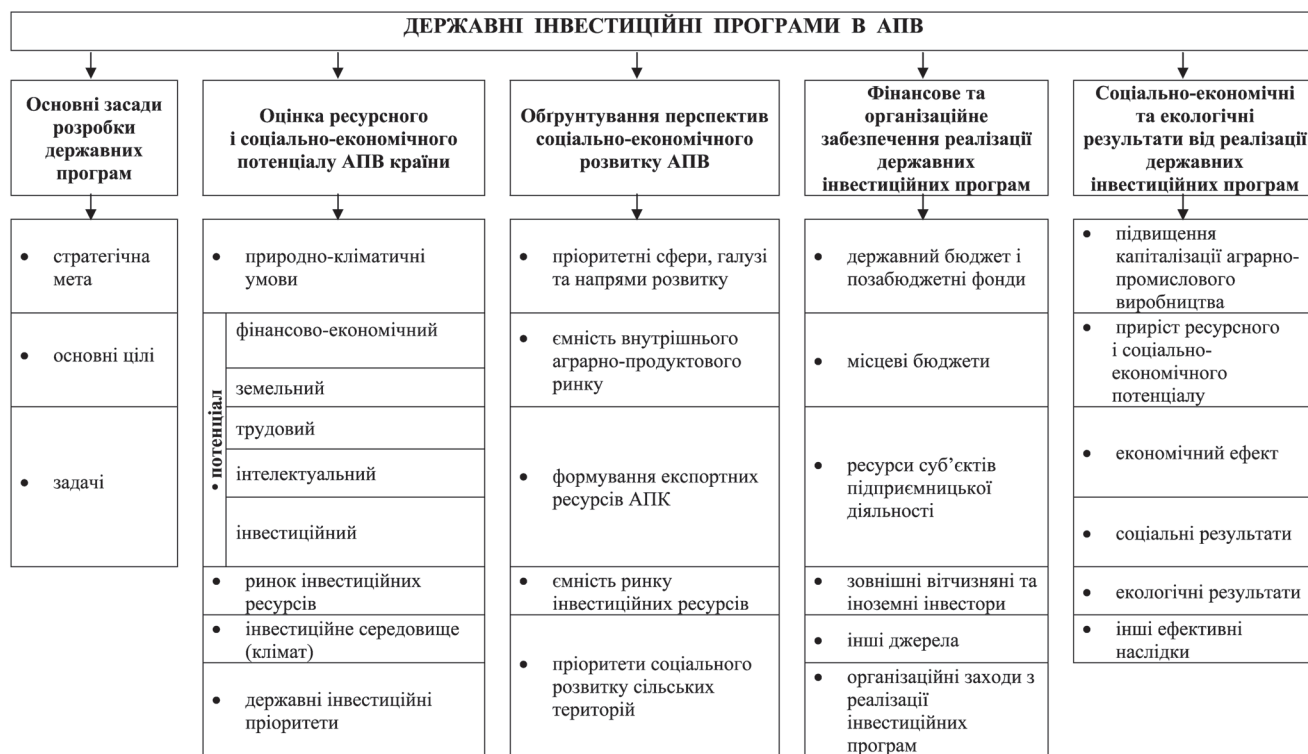 ДЕРЖАВНІ ІНВЕСТИЦІЙНІ ПРОГРАМИ В АПВ
Основні засади
розробки
державних
програм
• стратегічна
мета
• основні цілі
• задачі
Оцінка ресурсного
і соціально-економічного
потенціалу АПВ країни
• природно-кліматичні
умови
• потенціал
фінансово-економічний
земельний
трудовий
інтелектуальний
інвестиційний
• ринок інвестиційних
ресурсів
• інвестиційне середовище
(клімат)
• державні інвестиційні
пріоритети
Обґрунтування перспектив
соціально-економічного
розвитку АПВ
• пріоритетні сфери, галузі
та напрями розвитку
• ємність внутрішнього
аграрно-продуктового
ринку
• формування експортних
ресурсів АПК
• ємність ринку
інвестиційних ресурсів
• пріоритети соціального
розвитку сільських
територій
Фінансове та
організаційне
забезпечення реалізації
державних
інвестиційних програм
• державний бюджет і
позабюджетні фонди
• місцеві бюджети
• ресурси суб’єктів
підприємницької
діяльності
• зовнішні вітчизняні та
іноземні інвестори
• інші джерела
• організаційні заходи з
реалізації
інвестиційних
програм
Соціально-економічні
та екологічні
результати від реалізації
державних
інвестиційних програм
• підвищення
капіталізації аграрно-
промислового
виробництва
• приріст ресурсного
і соціально-
економічного
потенціалу
• економічний ефект
• соціальні результати
• екологічні результати
• інші ефективні
наслідки